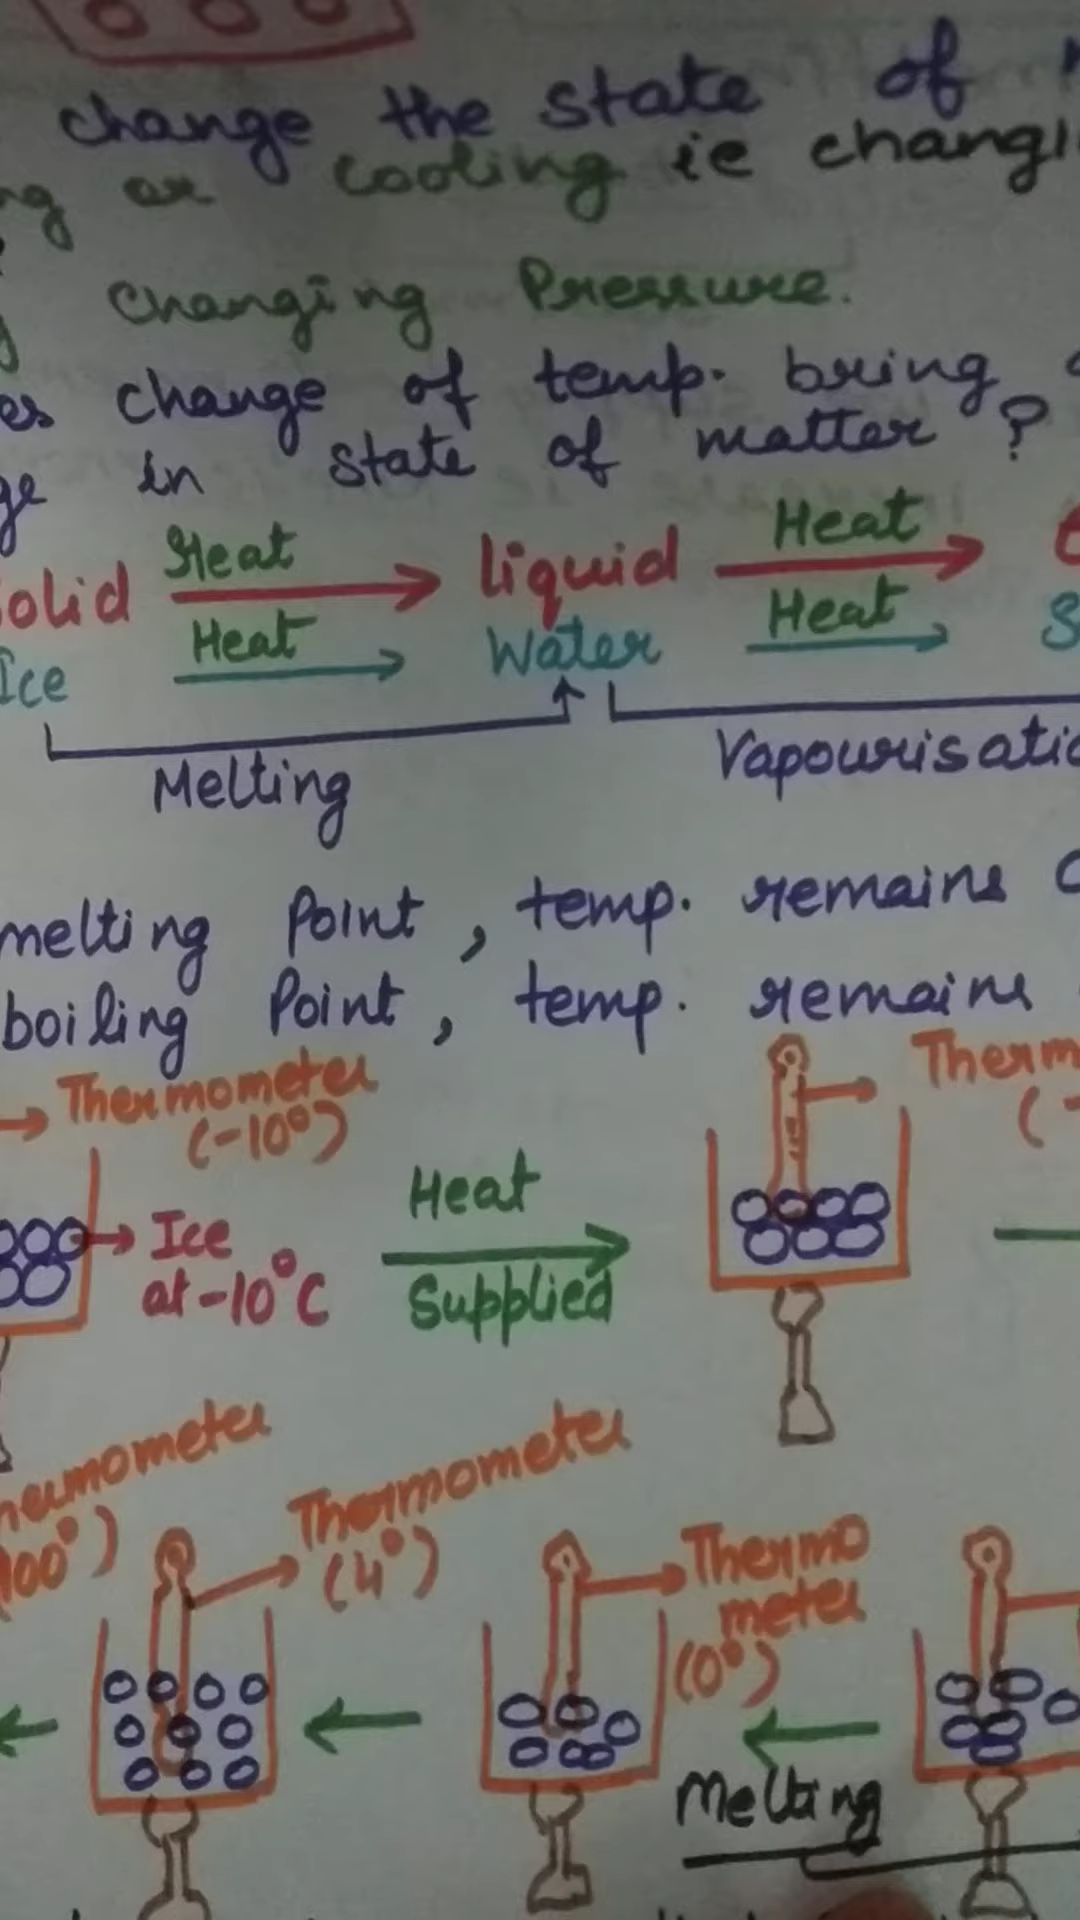 change the state of
or cooling ie changi
changing Pressure.
change of temp. bring
in state of matter ?
Heat Heat
olid liquid
Heat Heat
Ice Water S
Melting Vapourisatio
melting Point, temp. remains
boiling Point, temp. remains
Thermometer Therm
(-10°) (-
Heat
Ice
at -10°C
Supplied
hermometer Thermometer
100°) (4°)
Thermo
meter
(0°)
Melting